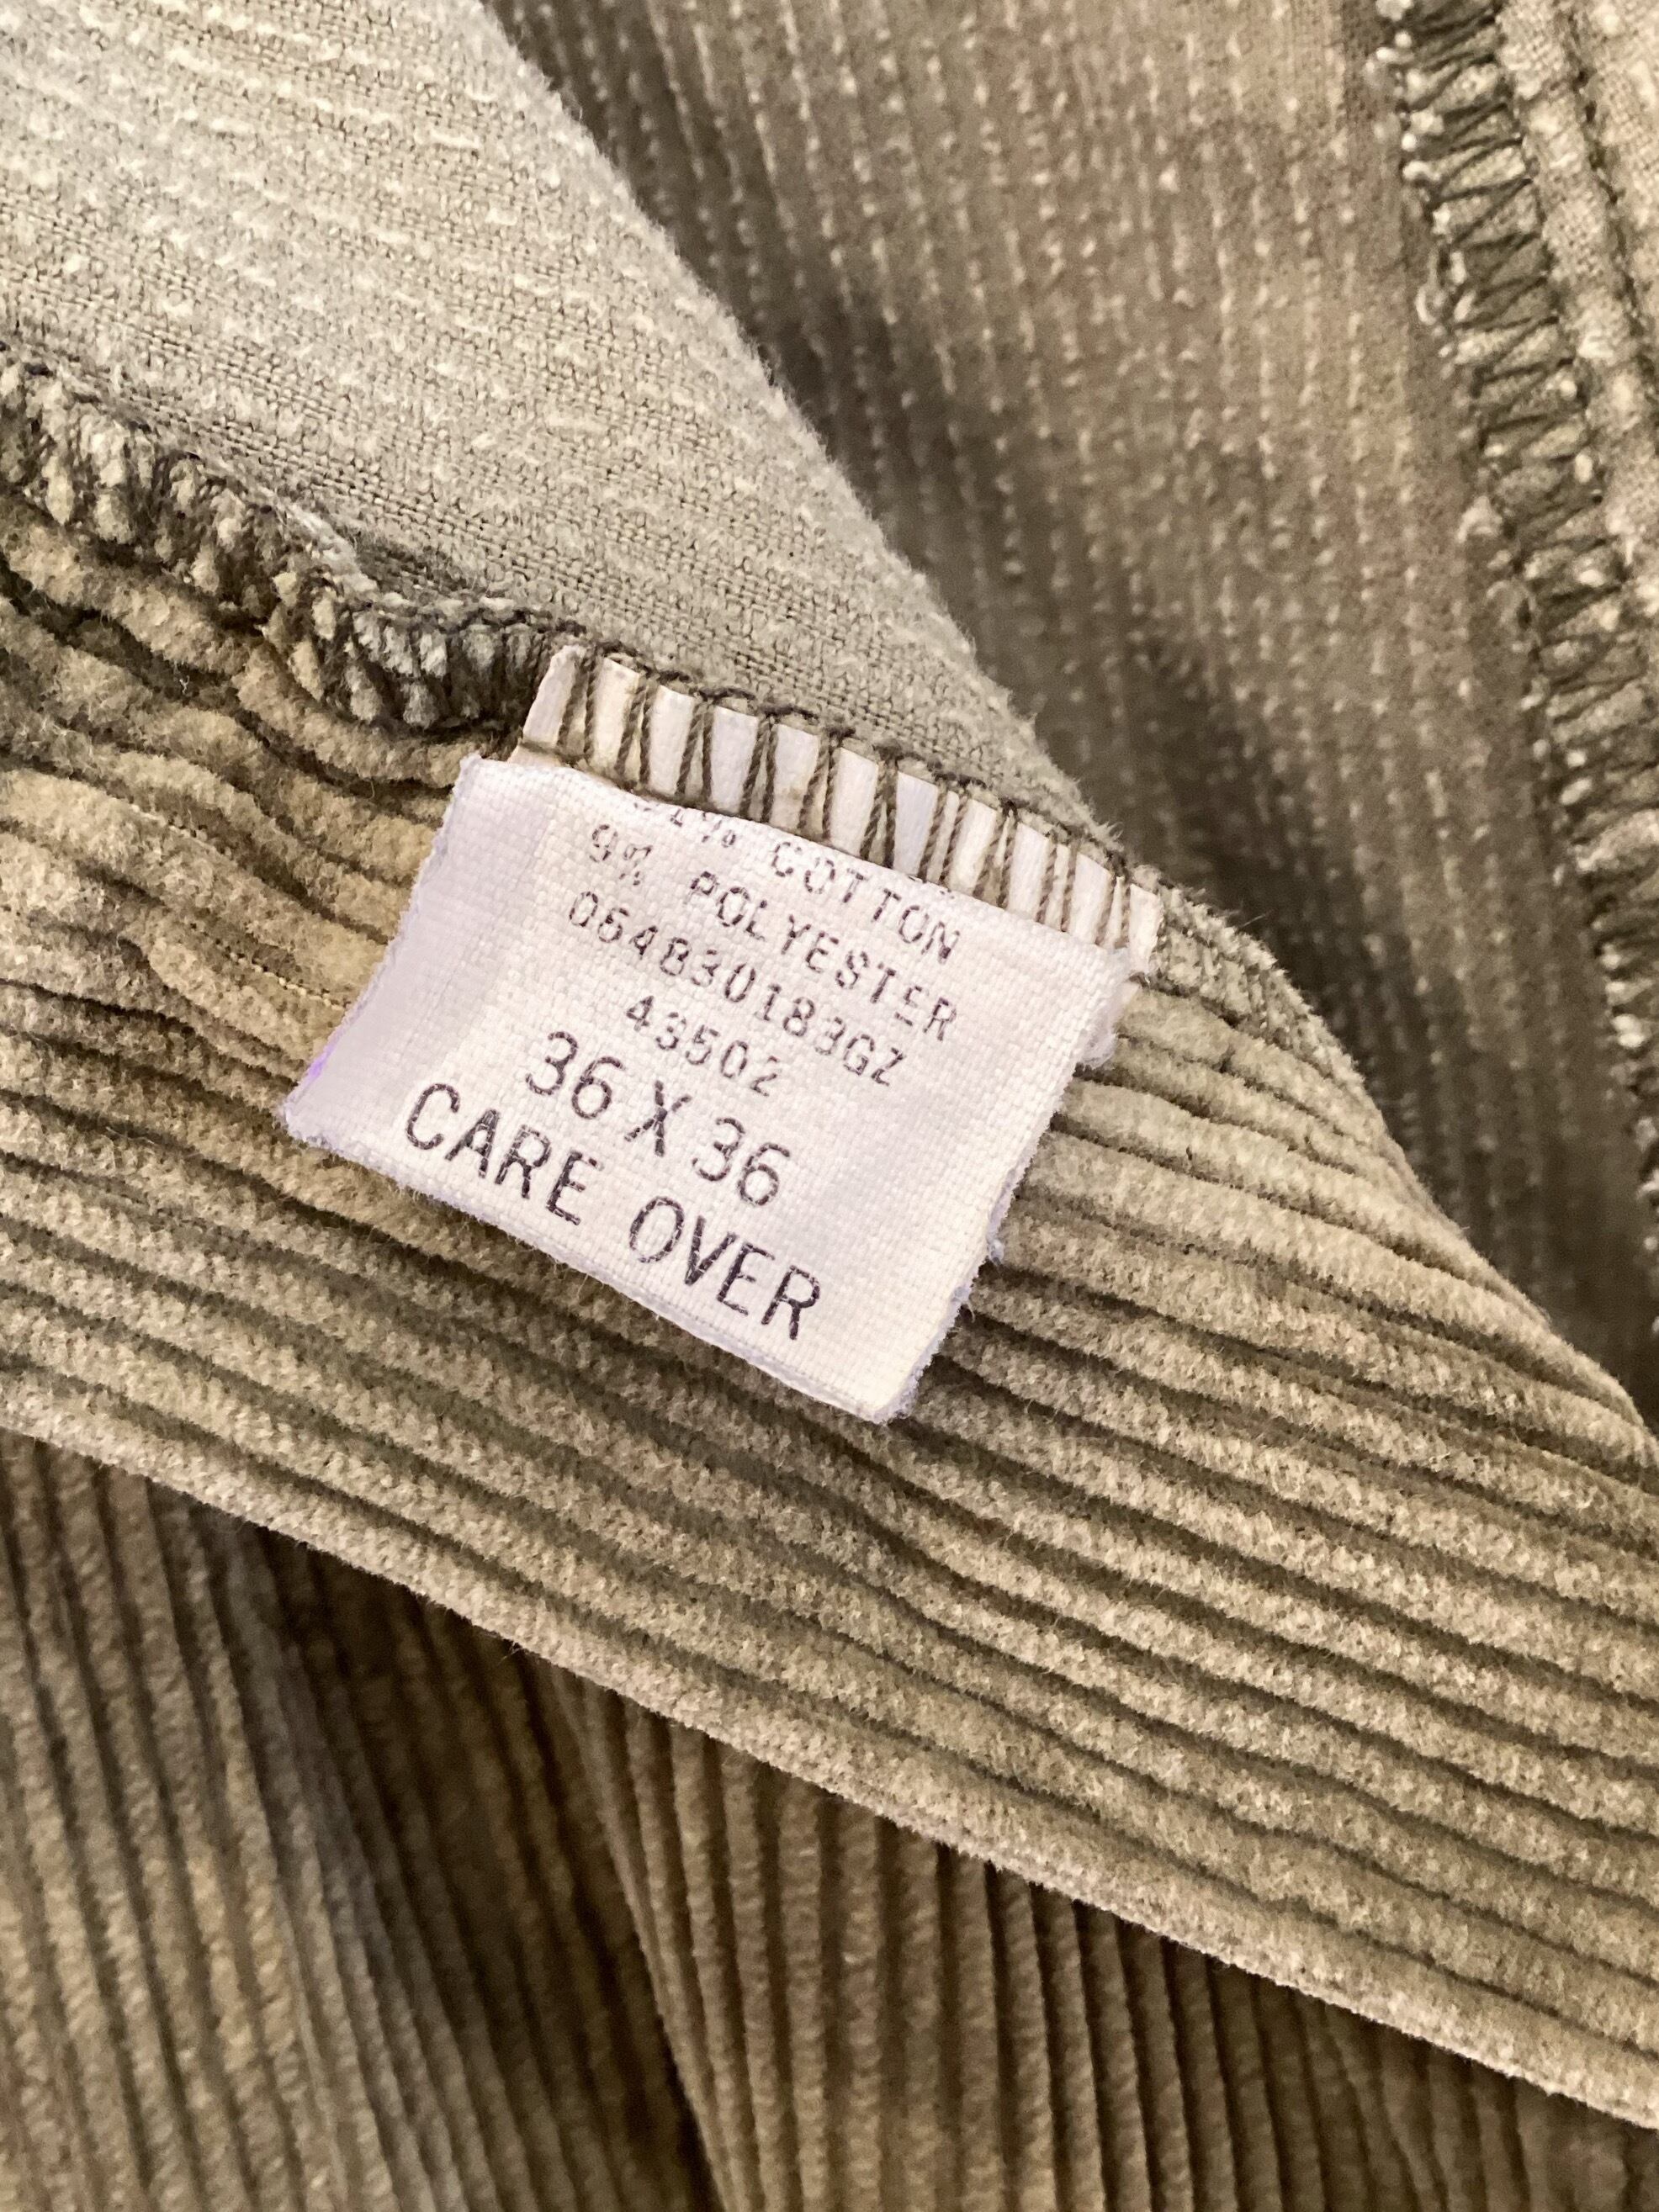 COTTON
9% POLYESTER
064830183GZ
43502
36 X 36
CARE OVER